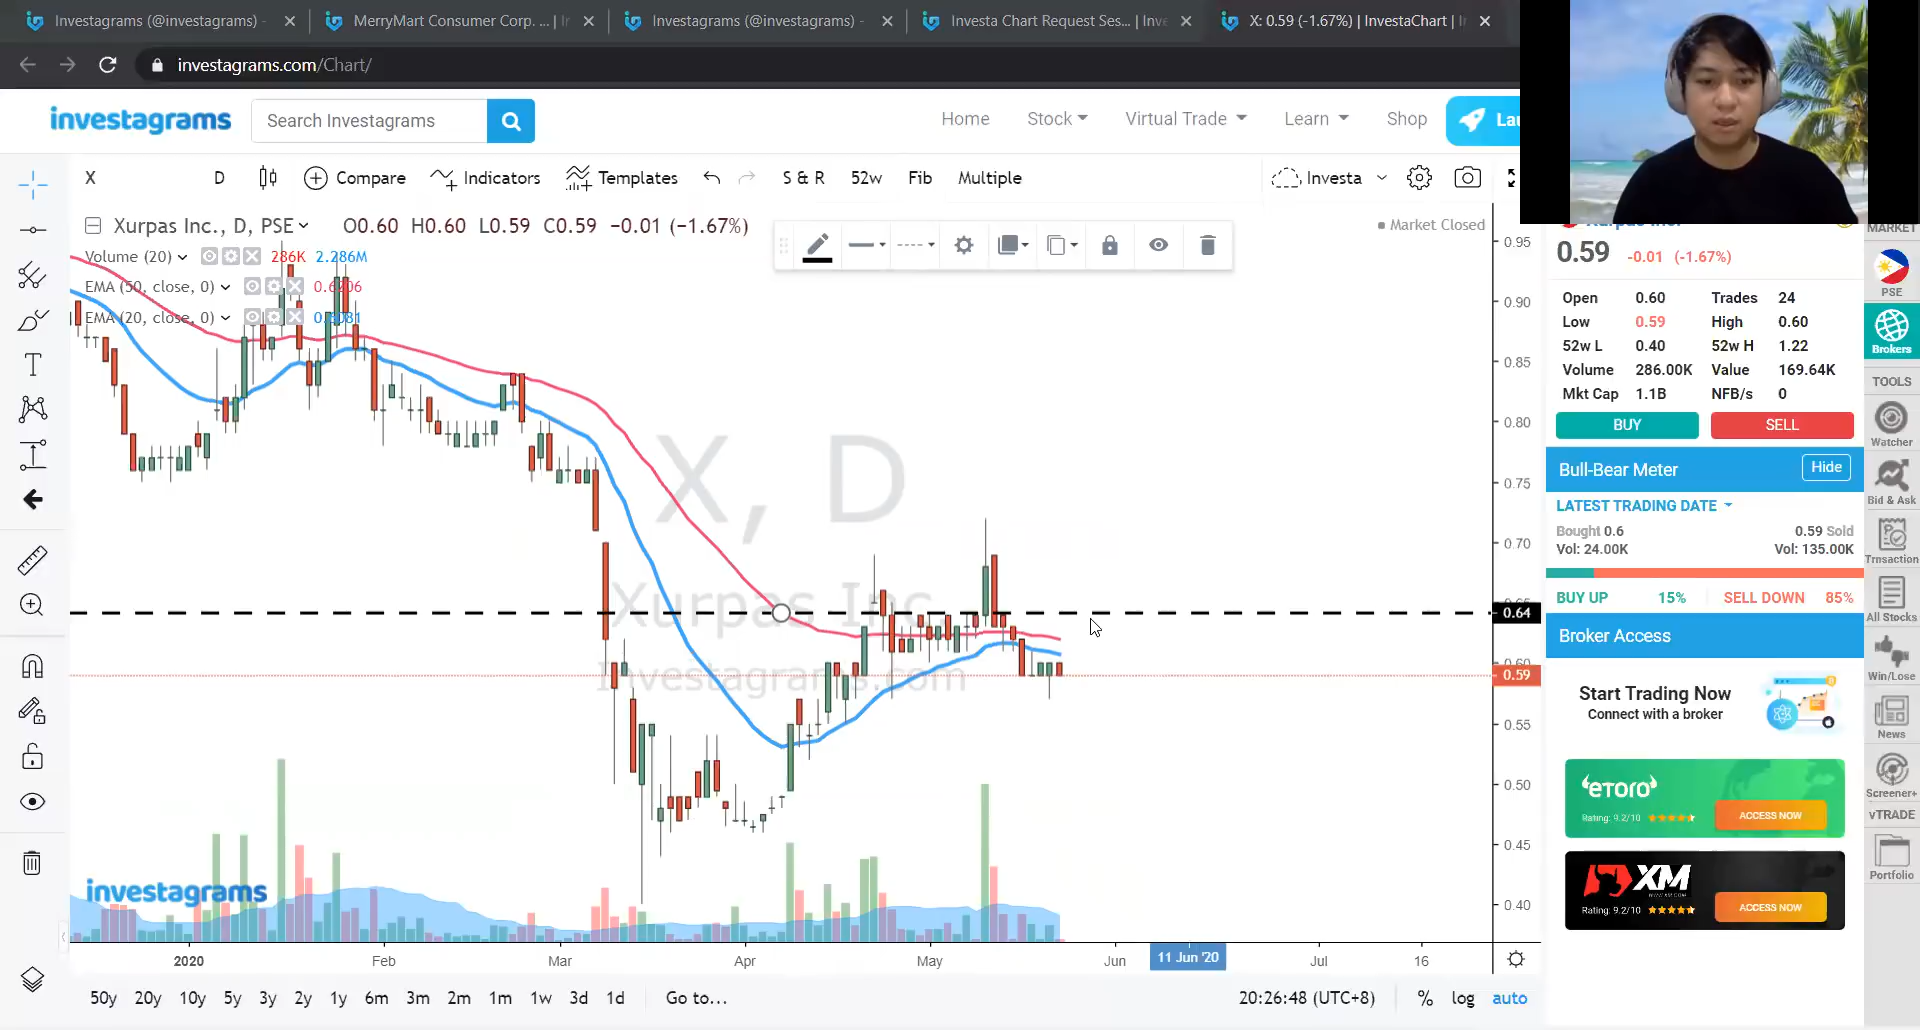 Investagrams (@investagrams) -
MerryMart Consumer Corp. ... | I
Investagrams (@investagrams) -
Investa Chart Request Ses... | Inve
X: 0.59 (-1.67%) | InvestaChart | I
investagrams.com/Chart/
investagrams
Search Investagrams
Home
Stock
Virtual Trade
Learn
Shop
Lau
X
D
Compare
Indicators
Templates
S & R
52w
Fib
Multiple
Investa
Xurpas Inc., D, PSE
O0.60 H0.60 L0.59 C0.59 −0.01 (−1.67%)
Market Closed
Volume (20)
286K 2.286M
EMA (50, close, 0)
EMA (20, close, 0)
X, D
Xurpas Inc.
Investagrams.com
investagrams
0.95
0.90
0.85
0.80
0.75
0.70
0.64
0.60
0.59
0.55
0.50
0.45
0.40
2020
Feb
Mar
Apr
May
Jun
11 Jun '20
Jul
16
50y 20y 10y 5y 3y 2y 1y 6m 3m 2m 1m 1w 3d 1d
Go to...
20:26:48 (UTC+8)
%
log
auto
0.59 -0.01 (-1.67%)
Open 0.60 Trades 24
Low 0.59 High 0.60
52w L 0.40 52w H 1.22
Volume 286.00K Value 169.64K
Mkt Cap 1.1B NFB/s 0
BUY
SELL
Bull-Bear Meter
Hide
LATEST TRADING DATE
Bought 0.6 0.59 Sold
Vol: 24.00K Vol: 135.00K
BUY UP 15% SELL DOWN 85%
Broker Access
Start Trading Now
Connect with a broker
eToro
Rating: 9.2/10
ACCESS NOW
XM
Rating: 9.2/10
ACCESS NOW
MARKET
PSE
Brokers
TOOLS
Watcher
Bid & Ask
Trnsaction
All Stocks
Win/Lose
News
Screener+
vTRADE
Portfolio